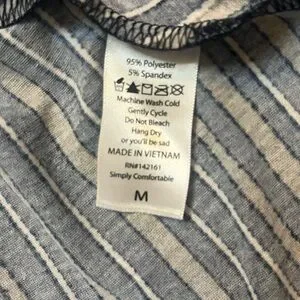 95% Polyester
5% Spandex
Machine Wash Cold
Gently Cycle
Do Not Bleach
Hang Dry
or you'll be sad
MADE IN VIETNAM
RN#142161
Simply Comfortable
M